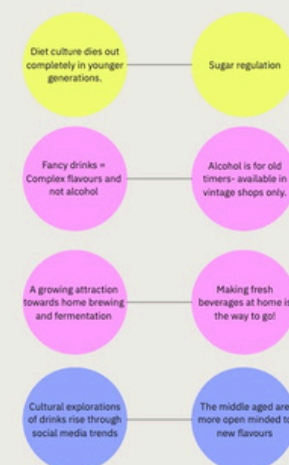 Diet culture dies out
completely in younger
generations.
Sugar regulation
Fancy drinks =
Complex flavours and
not alcohol
Alcohol is for old
timers- available in
vintage shops only.
A growing attraction
towards home brewing
and fermentation
Making fresh
beverages at home is
the way to go!
Cultural explorations
of drinks rise through
social media trends
The middle aged are
more open minded to
new flavours